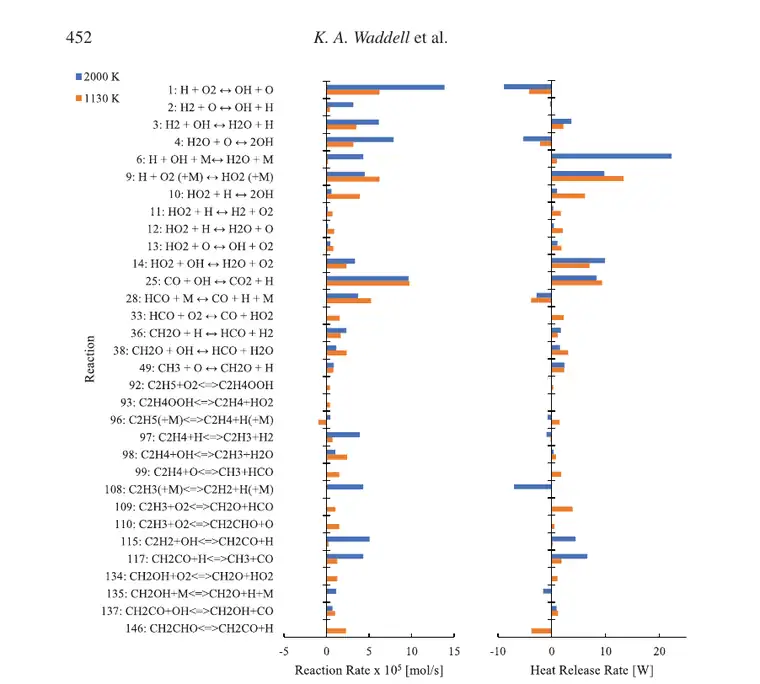 452
K. A. Waddell et al.
2000 K
1130 K
1: H + O2 ↔ OH + O
2: H2 + O ↔ OH + H
3: H2 + OH ↔ H2O + H
4: H2O + O ↔ 2OH
6: H + OH + M↔ H2O + M
9: H + O2 (+M) ↔ HO2 (+M)
10: HO2 + H ↔ 2OH
11: HO2 + H ↔ H2 + O2
12: HO2 + H ↔ H2O + O
13: HO2 + O ↔ OH + O2
14: HO2 + OH ↔ H2O + O2
25: CO + OH ↔ CO2 + H
28: HCO + M ↔ CO + H + M
33: HCO + O2 ↔ CO + HO2
36: CH2O + H ↔ HCO + H2
38: CH2O + OH ↔ HCO + H2O
49: CH3 + O ↔ CH2O + H
92: C2H5+O2<=>C2H4OOH
93: C2H4OOH<=>C2H4+HO2
96: C2H5(+M)<=>C2H4+H(+M)
97: C2H4+H<=>C2H3+H2
98: C2H4+OH<=>C2H3+H2O
99: C2H4+O<=>CH3+HCO
108: C2H3(+M)<=>C2H2+H(+M)
109: C2H3+O2<=>CH2O+HCO
110: C2H3+O2<=>CH2CHO+O
115: C2H2+OH<=>CH2CO+H
117: CH2CO+H<=>CH3+CO
134: CH2OH+O2<=>CH2O+HO2
135: CH2OH+M<=>CH2O+H+M
137: CH2CO+OH<=>CH2OH+CO
146: CH2CHO<=>CH2CO+H
Reaction
-5 0 5 10 15
Reaction Rate x 10⁵ [mol/s]
-10 0 10 20
Heat Release Rate [W]